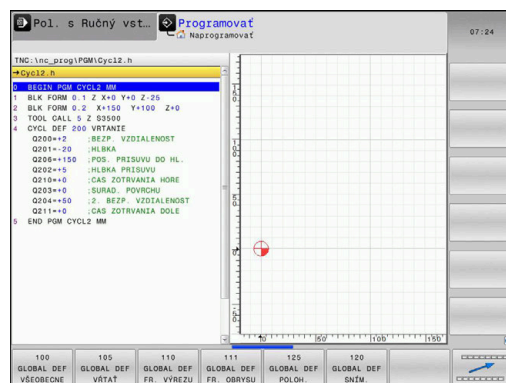 Pol. s Ručný vst… Programovať
Naprogramovať
07:24
TNC:\nc_prog\PGM\Cycl2.h
→Cycl2.h
0 BEGIN PGM CYCL2 MM
1 BLK FORM 0.1 Z X+0 Y+0 Z-25
2 BLK FORM 0.2 X+150 Y+100 Z+0
3 TOOL CALL 5 Z S3500
4 CYCL DEF 200 VRTANIE
Q200=+2 ;BEZP. VZDIALENOST
Q201=-20 ;HLBKA
Q206=+150 ;POS. PRISUVU DO HL.
Q202=+5 ;HLBKA PRISUVU
Q210=+0 ;CAS ZOTRVANIA HORE
Q203=+0 ;SURAD. POVRCHU
Q204=+50 ;2. BEZP. VZDIALENOST
Q211=+0 ;CAS ZOTRVANIA DOLE
5 END PGM CYCL2 MM
100
GLOBAL DEF
VŠEOBECNE
105
GLOBAL DEF
VŔTAŤ
110
GLOBAL DEF
FR. VÝREZU
111
GLOBAL DEF
FR. OBRYSU
125
GLOBAL DEF
POLOH.
120
GLOBAL DEF
SNÍM.